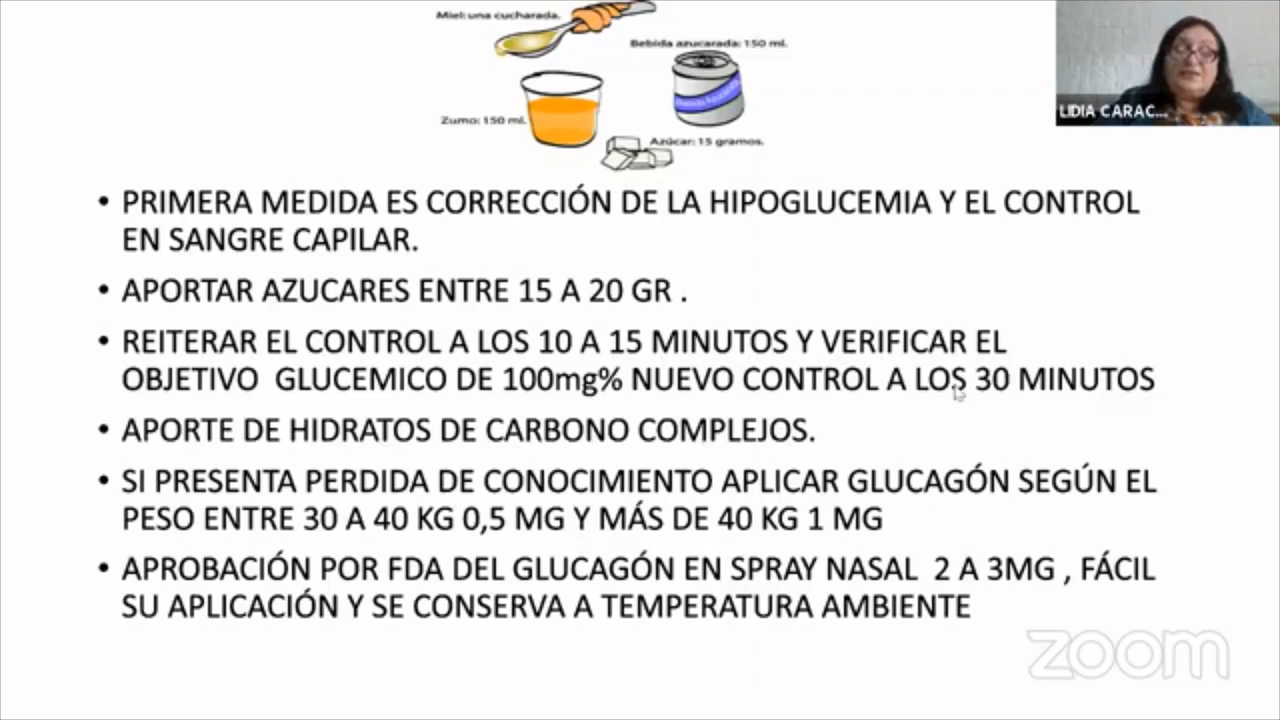 Miel: una cucharada.
Bebida azucarada: 150 ml.
Zumo: 150 ml.
Azúcar: 15 gramos.
LIDIA CARAC...
• PRIMERA MEDIDA ES CORRECCIÓN DE LA HIPOGLUCEMIA Y EL CONTROL
EN SANGRE CAPILAR.
• APORTAR AZUCARES ENTRE 15 A 20 GR .
• REITERAR EL CONTROL A LOS 10 A 15 MINUTOS Y VERIFICAR EL
OBJETIVO GLUCEMICO DE 100mg% NUEVO CONTROL A LOS 30 MINUTOS
• APORTE DE HIDRATOS DE CARBONO COMPLEJOS.
• SI PRESENTA PERDIDA DE CONOCIMIENTO APLICAR GLUCAGÓN SEGÚN EL
PESO ENTRE 30 A 40 KG 0,5 MG Y MÁS DE 40 KG 1 MG
• APROBACIÓN POR FDA DEL GLUCAGÓN EN SPRAY NASAL 2 A 3MG , FÁCIL
SU APLICACIÓN Y SE CONSERVA A TEMPERATURA AMBIENTE
zoom